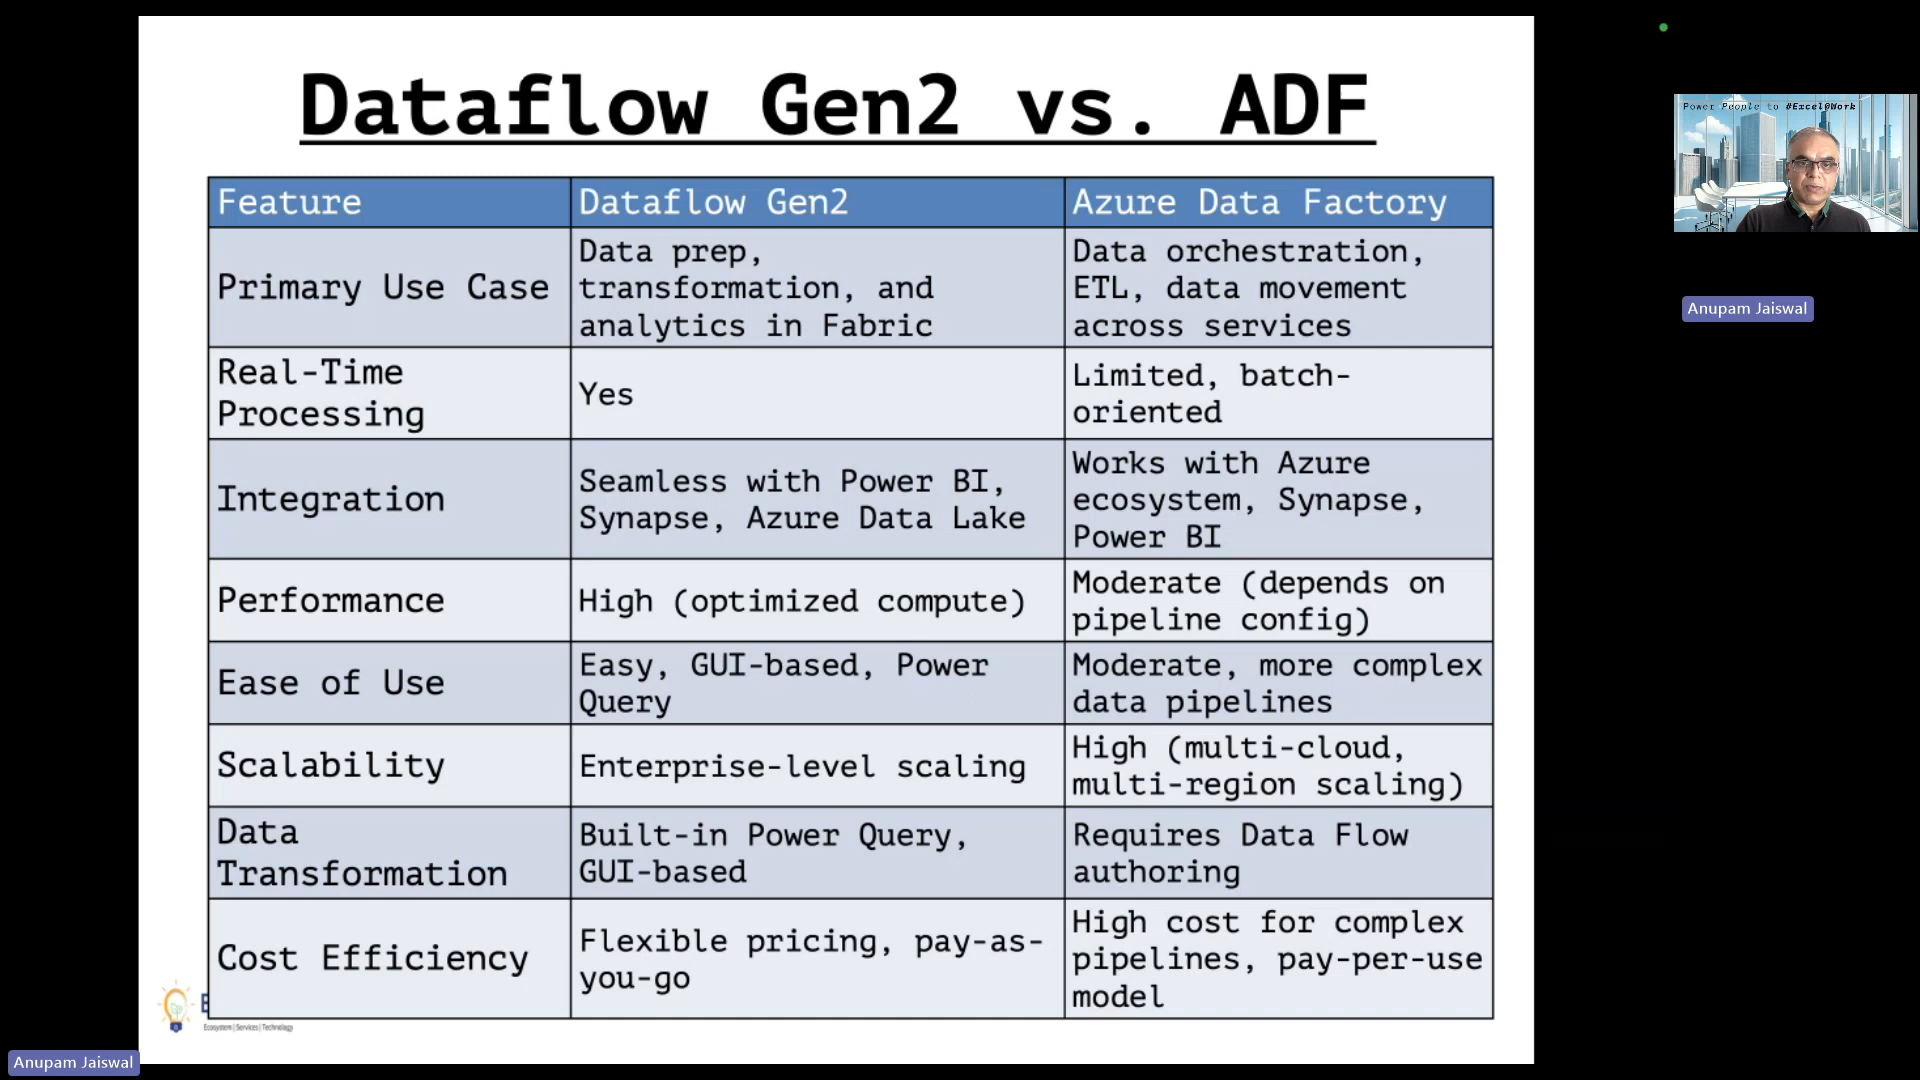 Dataflow Gen2 vs. ADF
Feature
Dataflow Gen2
Azure Data Factory
Primary Use Case
Data prep,
transformation, and
analytics in Fabric
Data orchestration,
ETL, data movement
across services
Real-Time
Processing
Yes
Limited, batch-
oriented
Integration
Seamless with Power BI,
Synapse, Azure Data Lake
Works with Azure
ecosystem, Synapse,
Power BI
Performance
High (optimized compute)
Moderate (depends on
pipeline config)
Ease of Use
Easy, GUI-based, Power
Query
Moderate, more complex
data pipelines
Scalability
Enterprise-level scaling
High (multi-cloud,
multi-region scaling)
Data
Transformation
Built-in Power Query,
GUI-based
Requires Data Flow
authoring
Cost Efficiency
Flexible pricing, pay-as-
you-go
High cost for complex
pipelines, pay-per-use
model
Ecosystem|Services|Technology
Power People to #Excel@Work
Anupam Jaiswal
Anupam Jaiswal